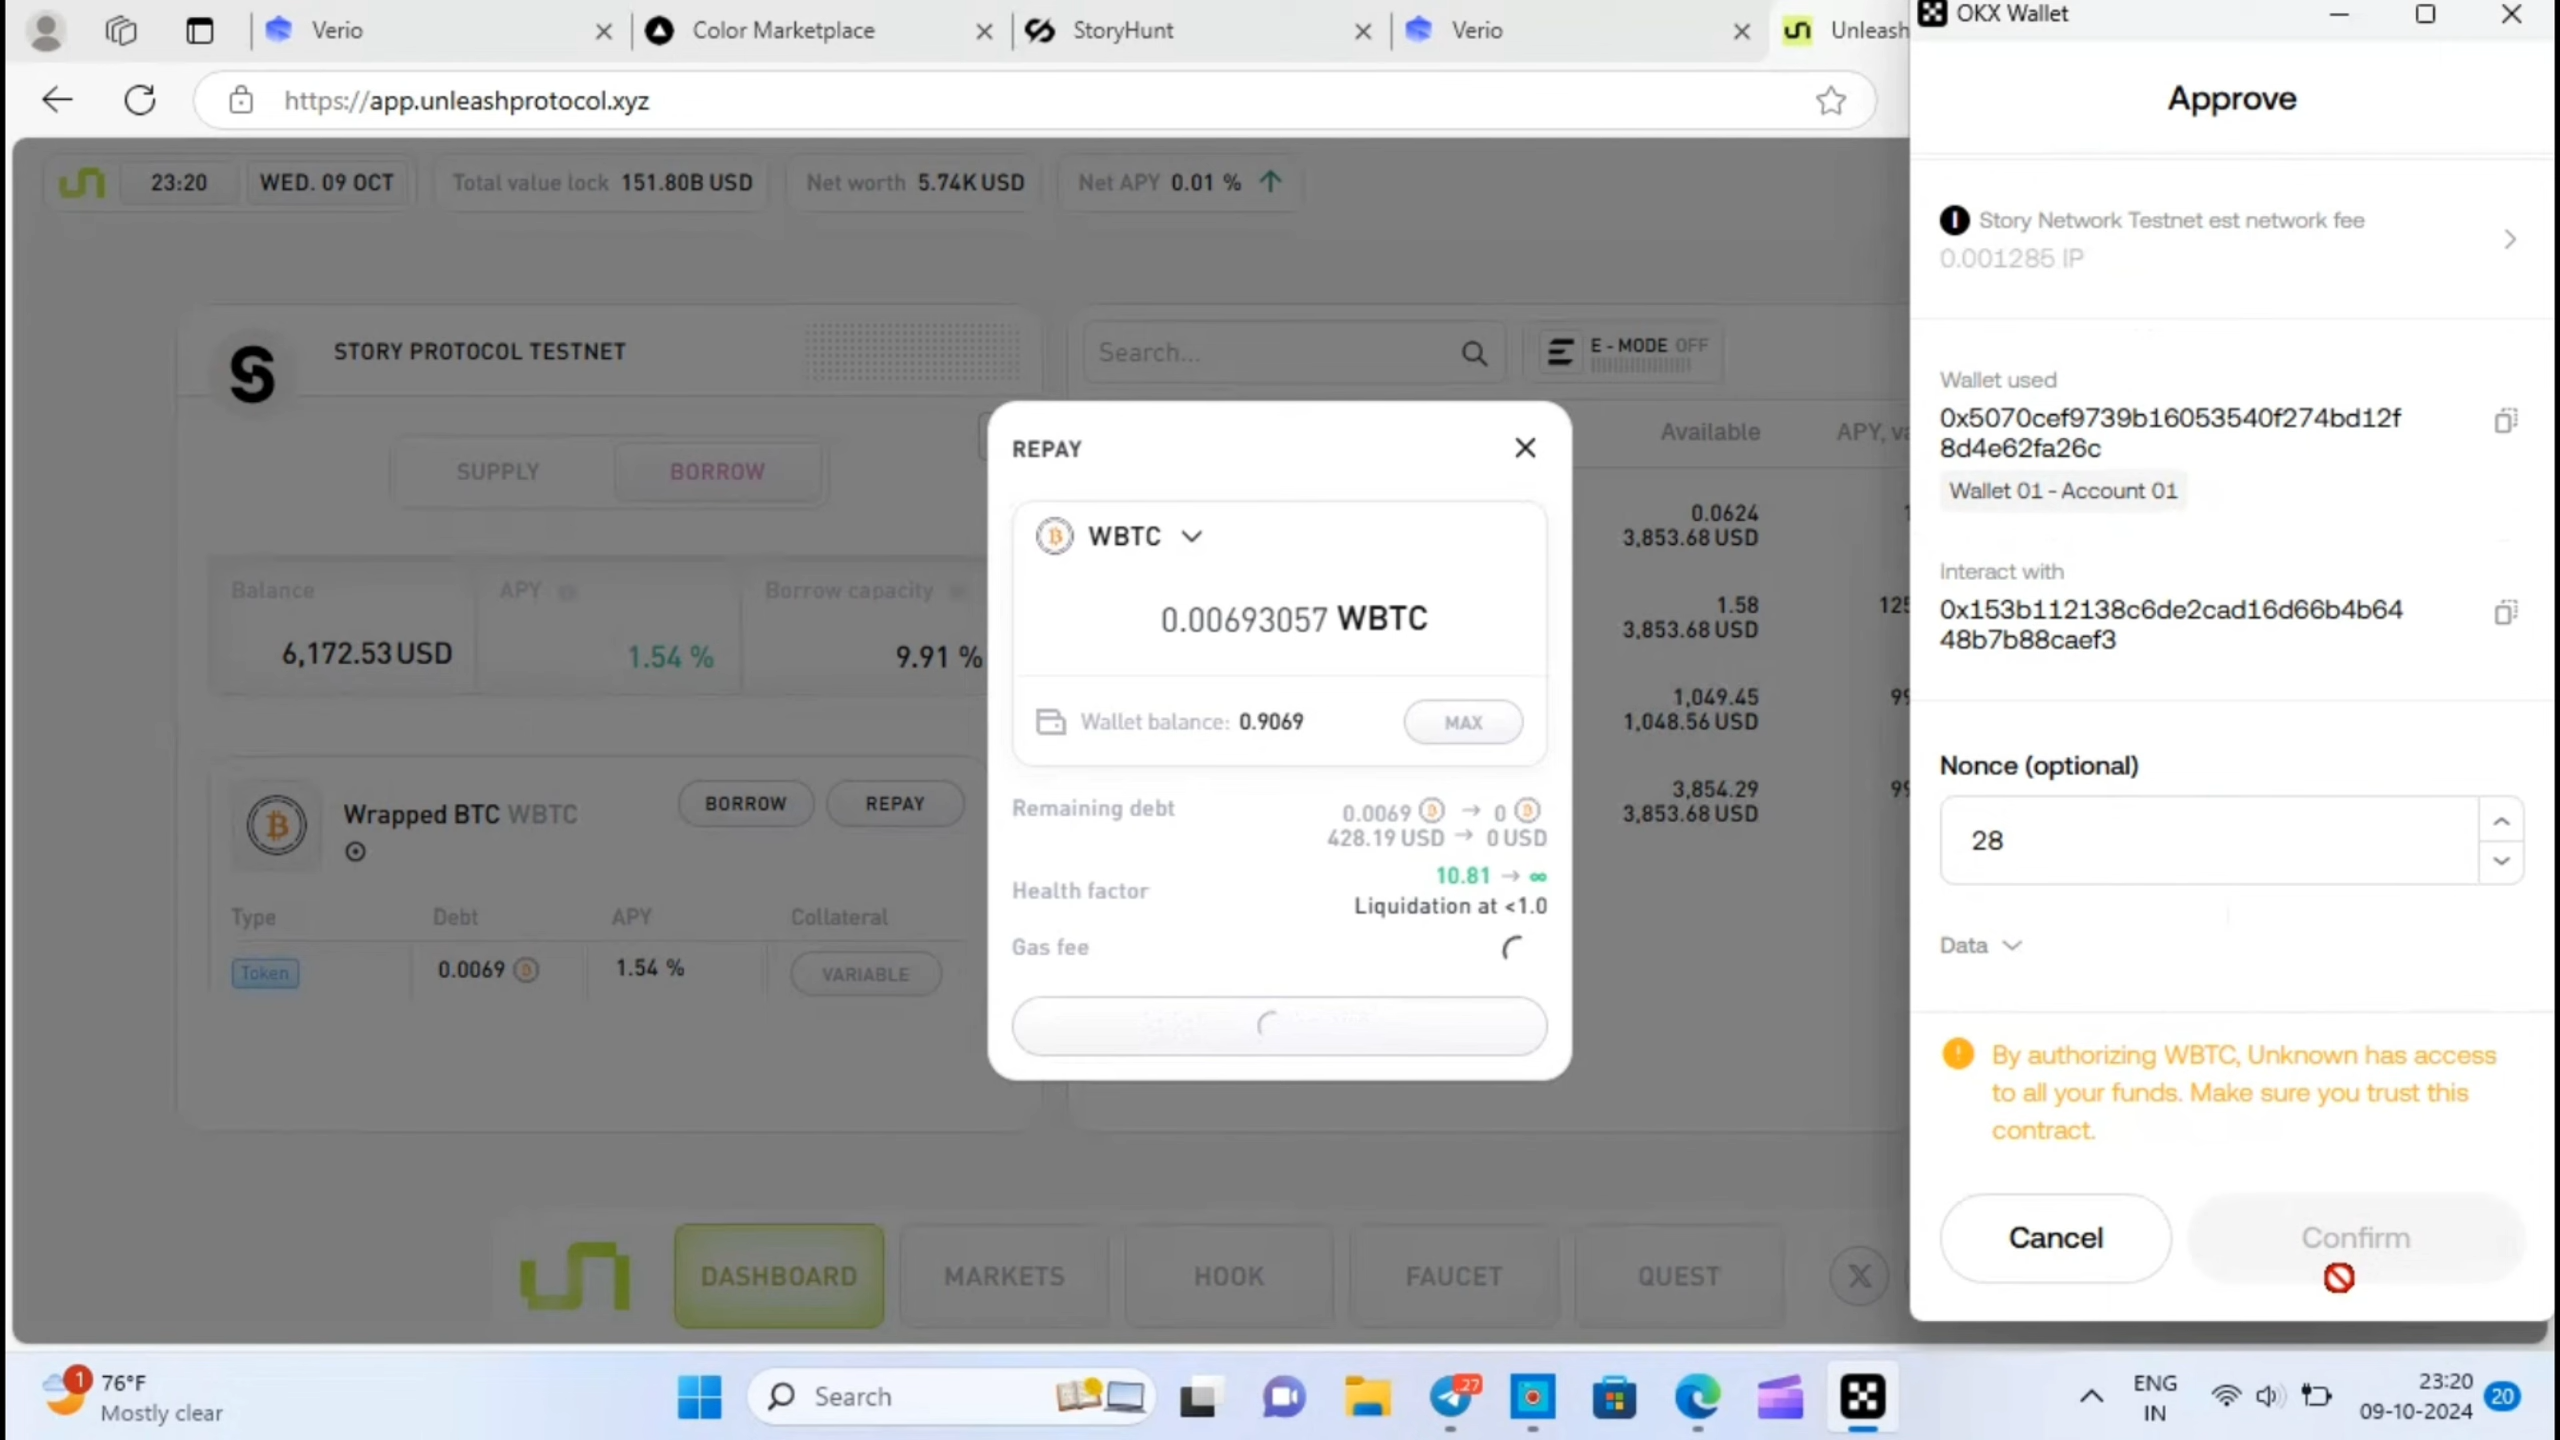 Verio
Color Marketplace
StoryHunt
Verio
Unleash
https://app.unleashprotocol.xyz
23:20
WED. 09 OCT
Total value lock 151.80B USD
Net worth 5.74K USD
Net APY 0.01 %
STORY PROTOCOL TESTNET
SUPPLY
BORROW
Balance
6,172.53 USD
APY
1.54 %
Borrow capacity
9.91 %
Wrapped BTC WBTC
BORROW
REPAY
Type
Debt
APY
Collateral
Token
0.0069
1.54 %
VARIABLE
Search...
E - MODE OFF
Available
APY, va
0.0624
3,853.68 USD
1
1.58
3,853.68 USD
125
1,049.45
1,048.56 USD
99
3,854.29
3,853.68 USD
99
REPAY
WBTC
0.00693057 WBTC
Wallet balance: 0.9069
MAX
Remaining debt
0.0069 → 0
428.19 USD → 0 USD
Health factor
10.81 → ∞
Liquidation at <1.0
Gas fee
DASHBOARD
MARKETS
HOOK
FAUCET
QUEST
OKX Wallet
Approve
Story Network Testnet est network fee
0.001285 IP
Wallet used
0x5070cef9739b16053540f274bd12f
8d4e62fa26c
Wallet 01 - Account 01
Interact with
0x153b112138c6de2cad16d66b4b64
48b7b88caef3
Nonce (optional)
28
Data
By authorizing WBTC, Unknown has access
to all your funds. Make sure you trust this
contract.
Cancel
Confirm
1
76°F
Mostly clear
Search
27
ENG
IN
23:20
09-10-2024
20